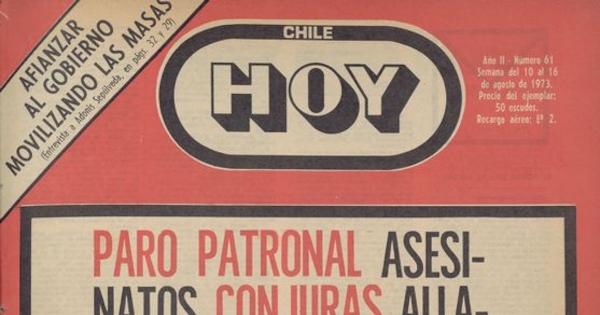 AFIANZAR
AL GOBIERNO
MOVILIZANDO LAS MASAS
(Entrevista a Adonis Sepúlveda, en págs. 32 y 29)
CHILE
HOY
Año II - Número 61
Semana del 10 al 16
de agosto de 1973.
Precio del ejemplar:
50 escudos.
Recargo aéreo: Eº 2.
PARO PATRONAL ASESI-
NATOS CONJURAS ALLA-